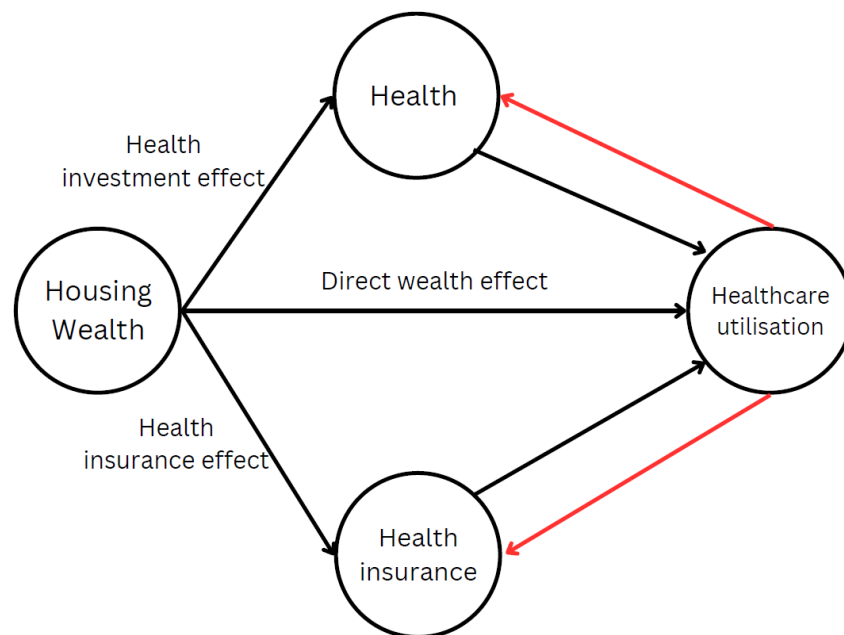 Health
Health
investment effect
Direct wealth effect
Housing
Wealth
Healthcare
utilisation
Health
insurance effect
Health
insurance